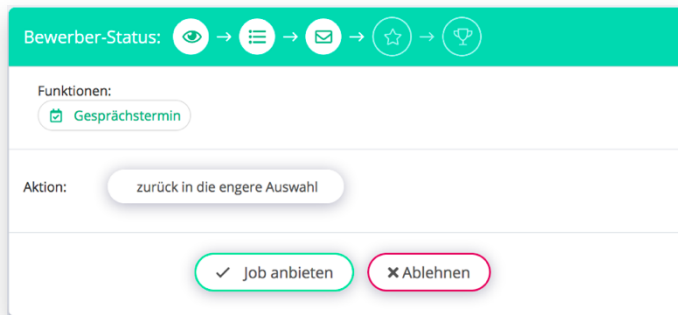 Bewerber-Status:
Funktionen:
Gesprächstermin
Aktion: zurück in die engere Auswahl
Job anbieten Ablehnen